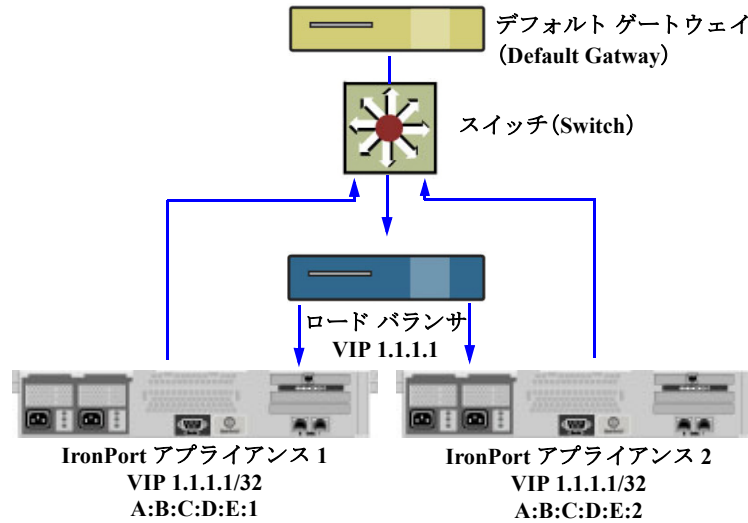 デフォルト ゲートウェイ
(Default Gatway)
スイッチ(Switch)
ロード バランサ
VIP 1.1.1.1
IronPort アプライアンス 1
VIP 1.1.1.1/32
A:B:C:D:E:1
IronPort アプライアンス 2
VIP 1.1.1.1/32
A:B:C:D:E:2